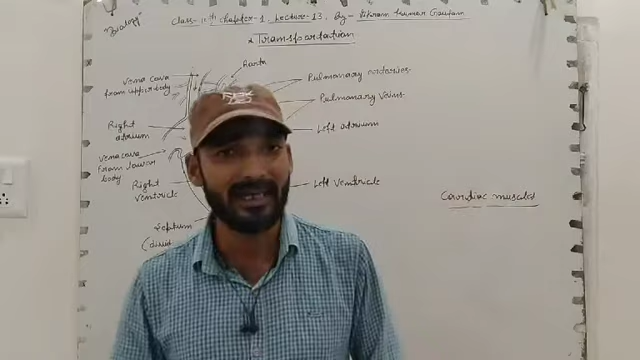 "Biology"
Class-10th Chapter-1 Lecture-13 By:- Vikram Kumar Gautam
Transportation
Aorta
Vena cava
from upper body
Pulmonary arteries
Pulmonary Veins
Right
atrium
Left atrium
Vena cava
from lower
body
Right
ventricle
Left Ventricle
Septum
Cardiac muscles